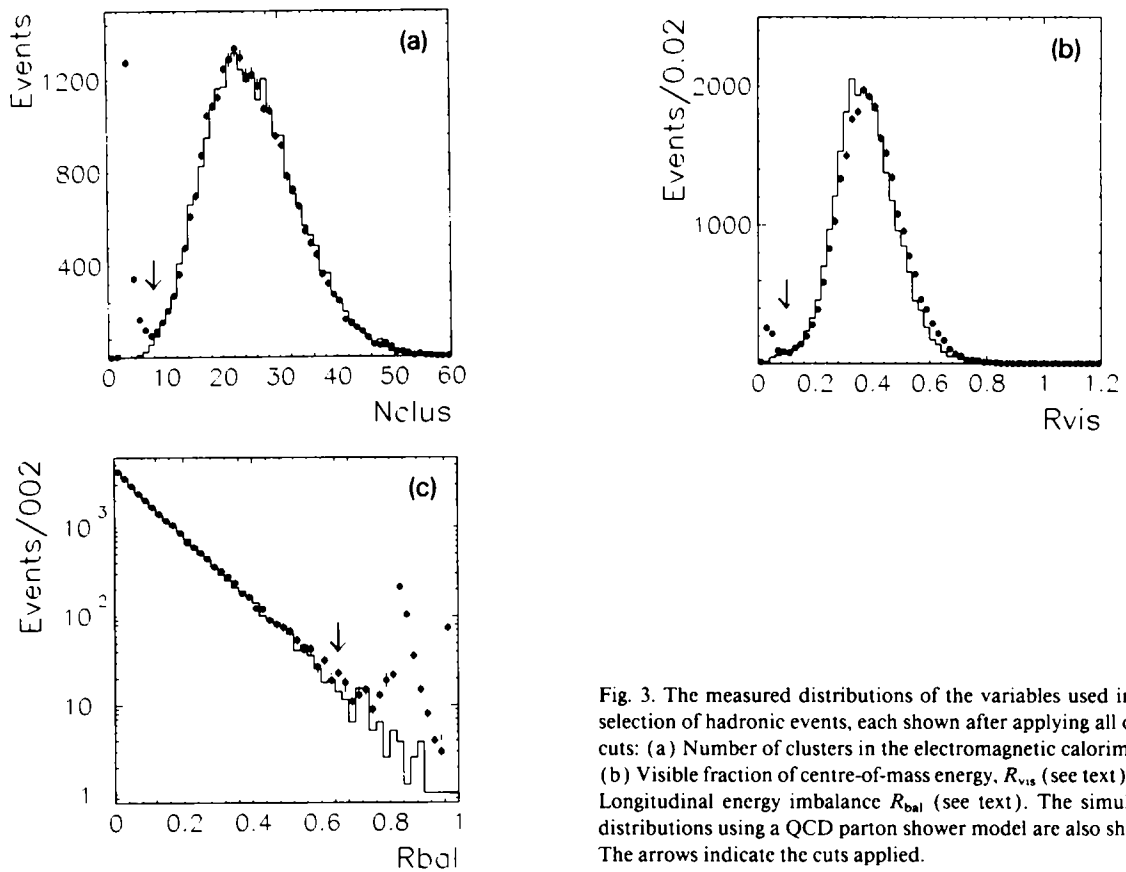 (a)
Events
1200
800
400
0 10 20 30 40 50 60
Nclus
(b)
Events/0.02
2000
1000
0 0.2 0.4 0.6 0.8 1 1.2
Rvis
(c)
Events/002
10 3
10 2
10
1
0 0.2 0.4 0.6 0.8 1
Rbal
Fig. 3. The measured distributions of the variables used in
selection of hadronic events, each shown after applying all
cuts: (a) Number of clusters in the electromagnetic
(b) Visible fraction of centre-of-mass energy, Rvis (see text)
Longitudinal energy imbalance Rbal (see text). The
distributions using a QCD parton shower model are also
The arrows indicate the cuts applied.